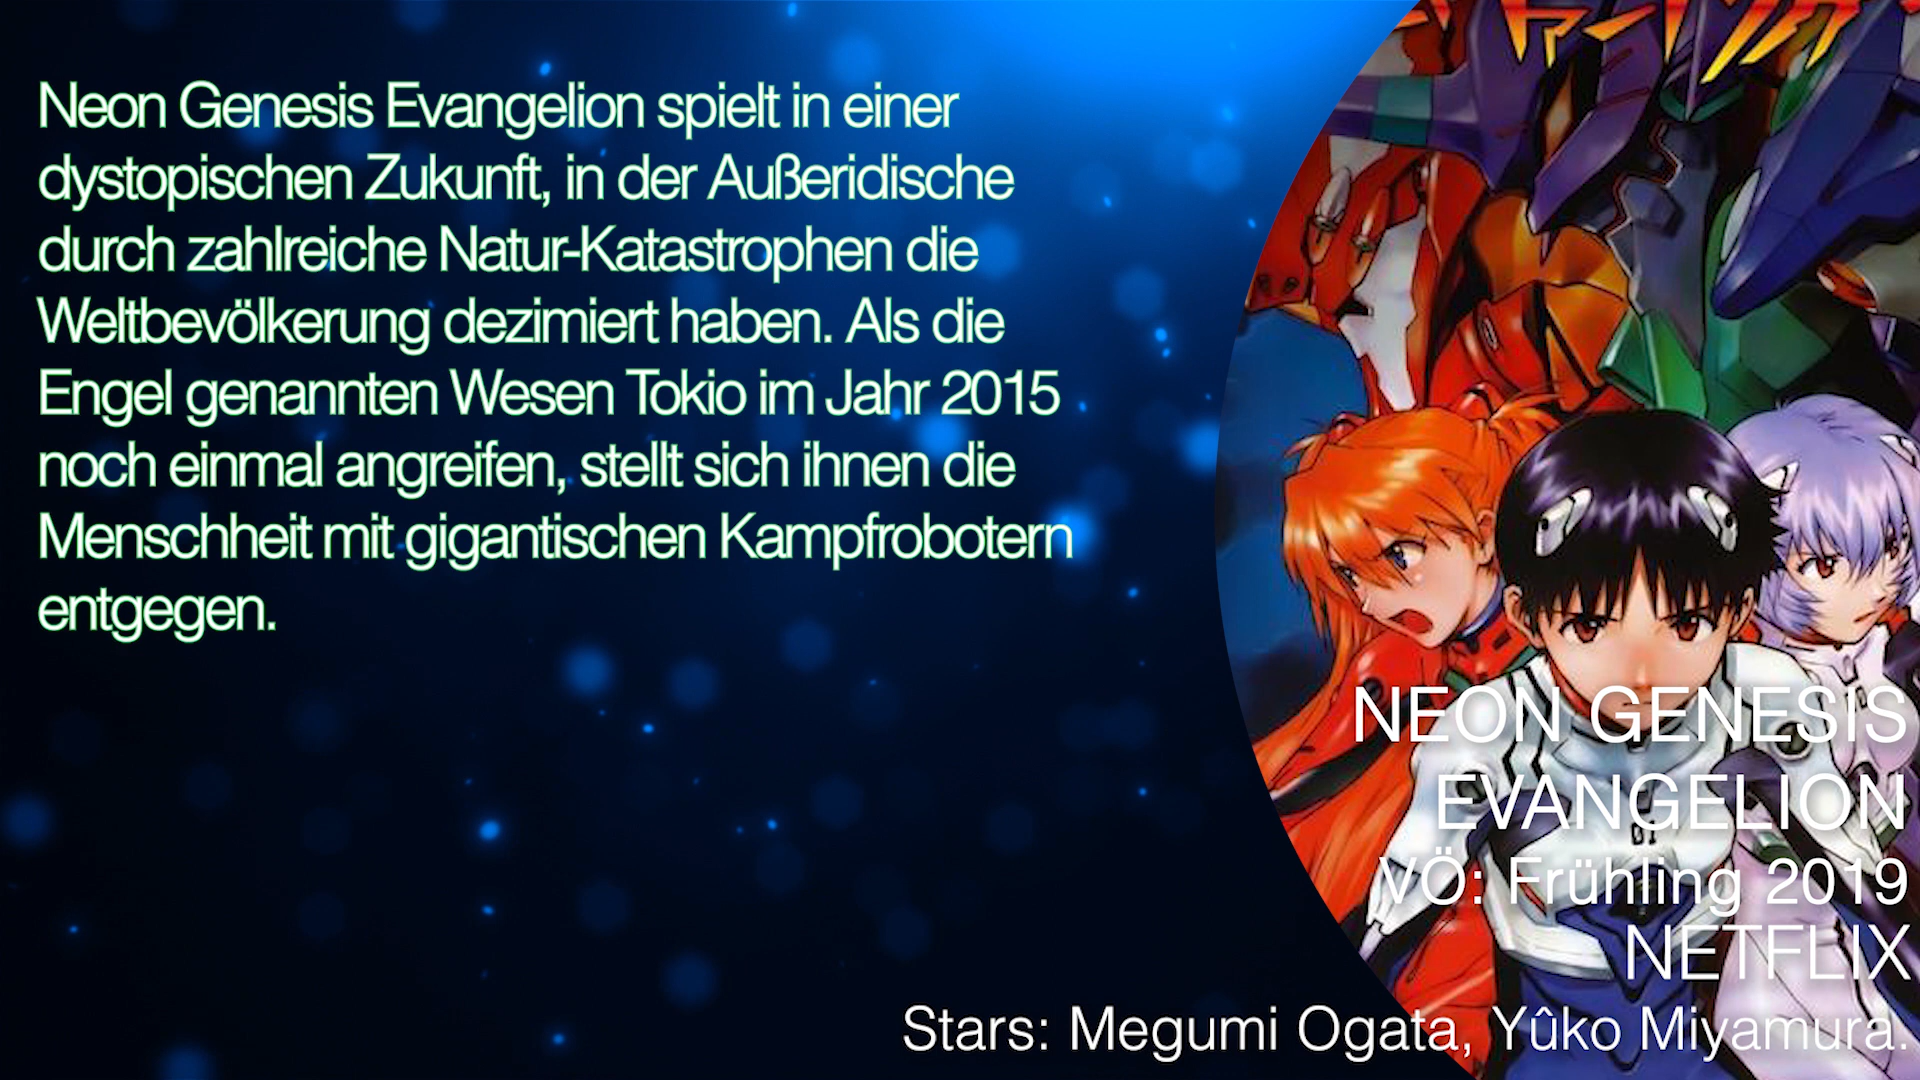 Neon Genesis Evangelion spielt in einer
dystopischen Zukunft, in der Außeridische
durch zahlreiche Natur-Katastrophen die
Weltbevölkerung dezimiert haben. Als die
Engel genannten Wesen Tokio im Jahr 2015
noch einmal angreifen, stellt sich ihnen die
Menschheit mit gigantischen Kampfrobotern
entgegen.
NEON GENESIS
EVANGELION
01
VÖ: Frühling 2019
NETFLIX
Stars: Megumi Ogata, Yûko Miyamura.